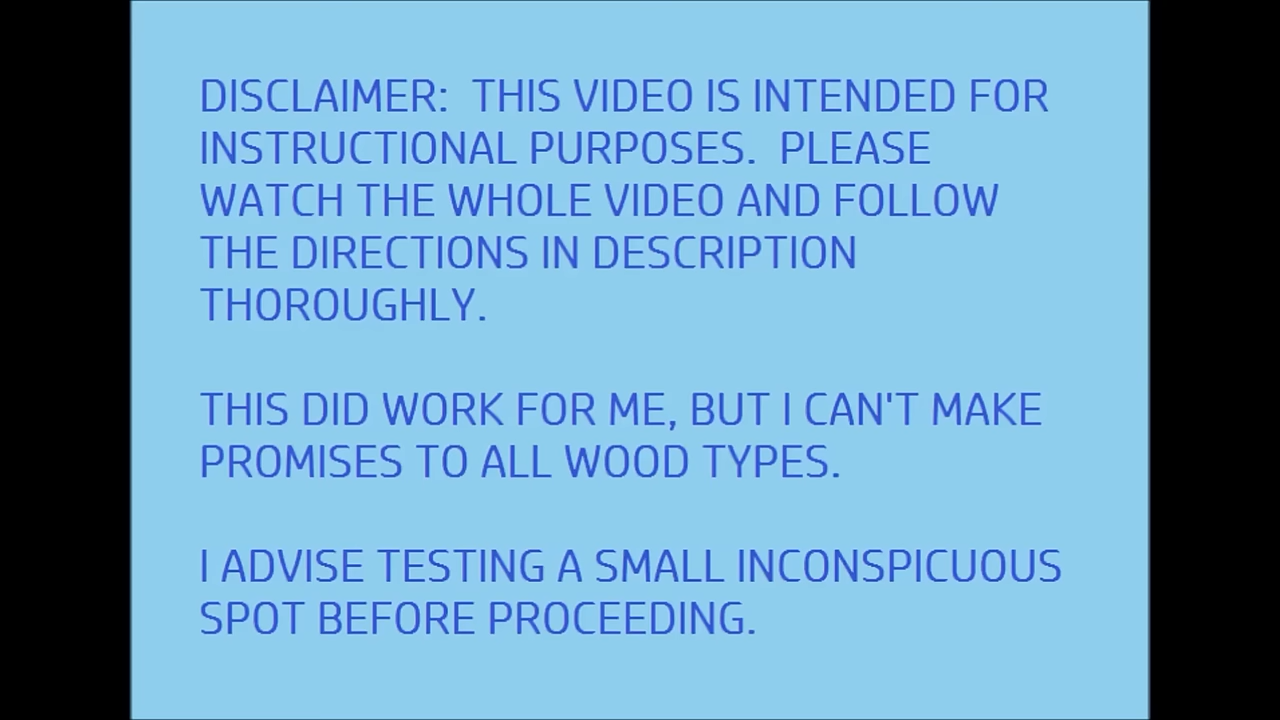 DISCLAIMER:  THIS VIDEO IS INTENDED FOR
INSTRUCTIONAL PURPOSES.  PLEASE
WATCH THE WHOLE VIDEO AND FOLLOW
THE DIRECTIONS IN DESCRIPTION
THOROUGHLY.
THIS DID WORK FOR ME, BUT I CAN'T MAKE
PROMISES TO ALL WOOD TYPES.
I ADVISE TESTING A SMALL INCONSPICUOUS
SPOT BEFORE PROCEEDING.